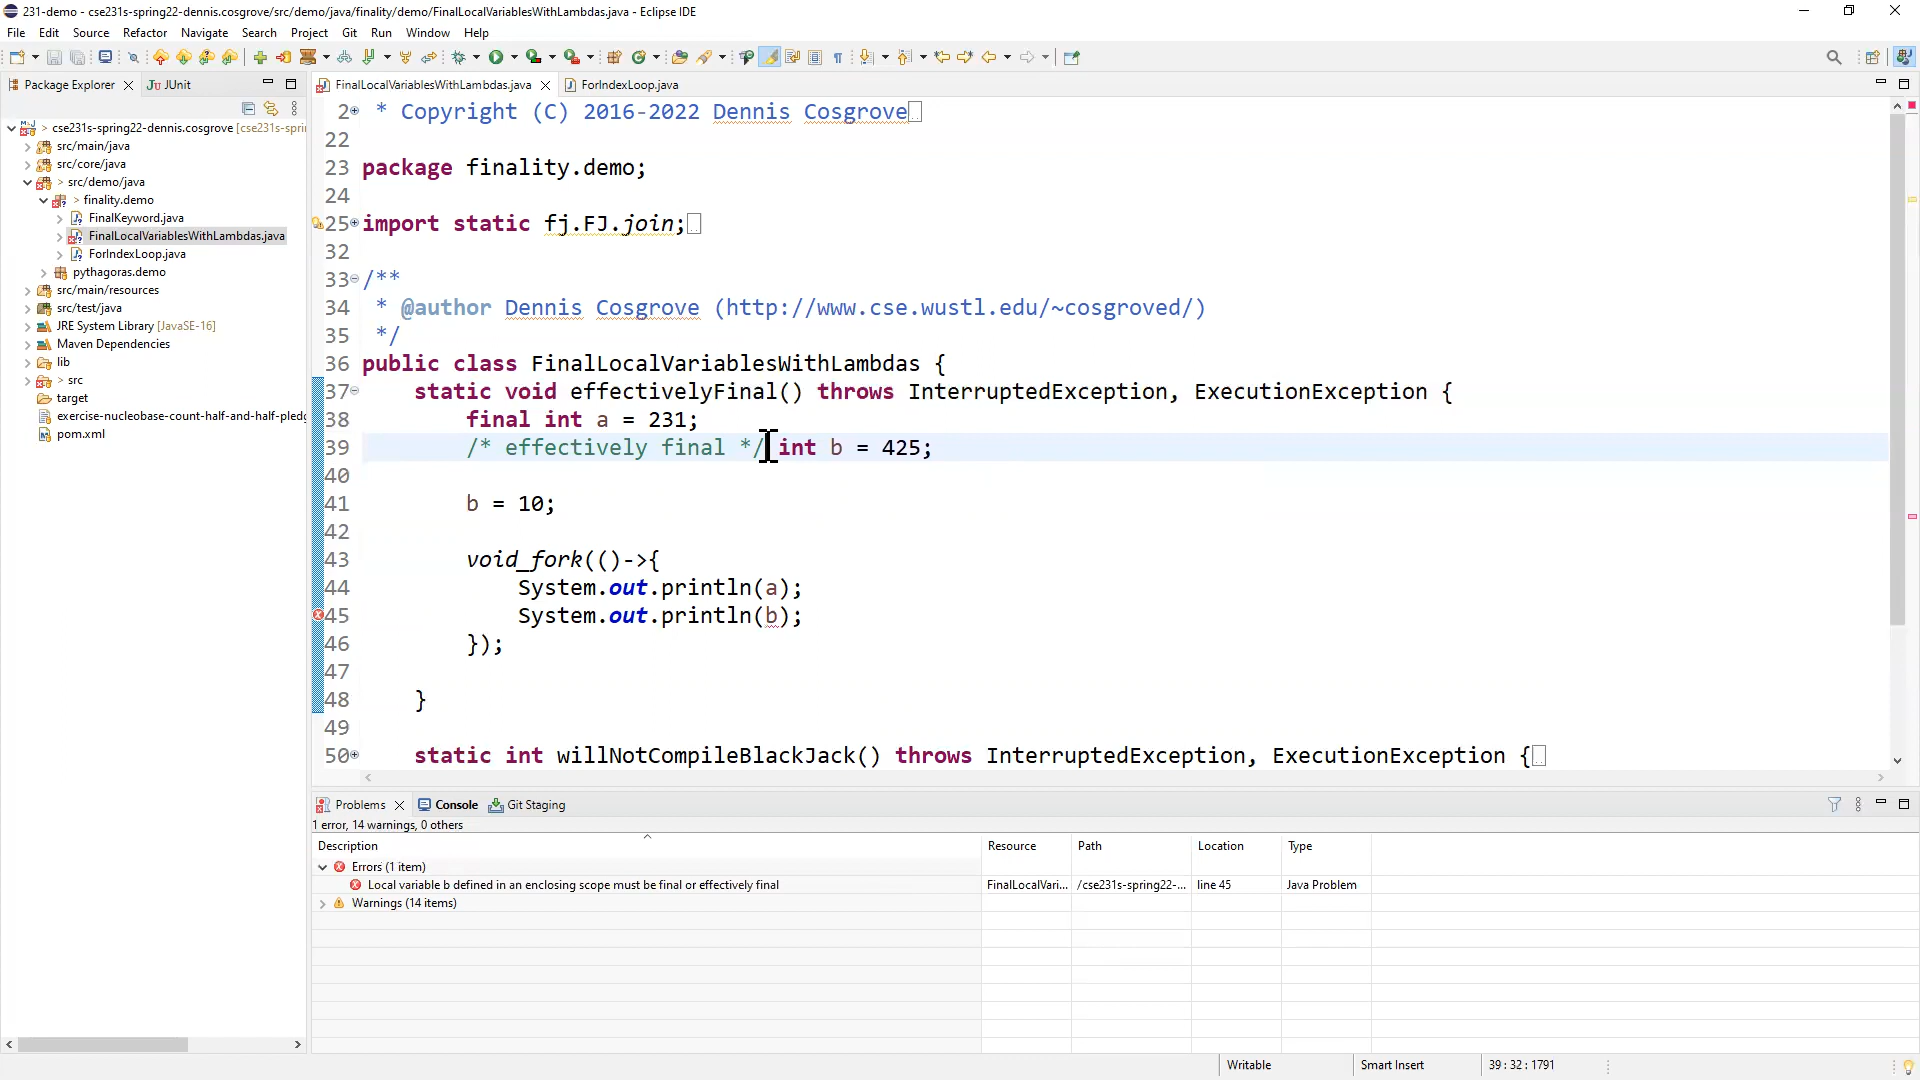 231-demo - cse231s-spring22-dennis.cosgrove/src/demo/java/finality/demo/FinalLocalVariablesWithLambdas.java - Eclipse IDE
File Edit Source Refactor Navigate Search Project Git Run Window Help
Package Explorer JUnit
> cse231s-spring22-dennis.cosgrove [cse231s-spri
src/main/java
src/core/java
> src/demo/java
> finality.demo
FinalKeyword.java
FinalLocalVariablesWithLambdas.java
ForIndexLoop.java
pythagoras.demo
src/main/resources
src/test/java
JRE System Library [JavaSE-16]
Maven Dependencies
lib
> src
target
exercise-nucleobase-count-half-and-half-pledg
pom.xml
FinalLocalVariablesWithLambdas.java ForIndexLoop.java
2 * Copyright (C) 2016-2022 Dennis Cosgrove
22
23 package finality.demo;
24
25 import static fj.FJ.join;
32
33 /**
34 * @author Dennis Cosgrove (http://www.cse.wustl.edu/~cosgroved/)
35 */
36 public class FinalLocalVariablesWithLambdas {
37 static void effectivelyFinal() throws InterruptedException, ExecutionException {
38 final int a = 231;
39 /* effectively final */ int b = 425;
40
41 b = 10;
42
43 void_fork(()->{
44 System.out.println(a);
45 System.out.println(b);
46 });
47
48 }
49
50 static int willNotCompileBlackJack() throws InterruptedException, ExecutionException {
Problems Console Git Staging
1 error, 14 warnings, 0 others
Description Resource Path Location Type
Errors (1 item)
Local variable b defined in an enclosing scope must be final or effectively final FinalLocalVari... /cse231s-spring22-... line 45 Java Problem
Warnings (14 items)
Writable Smart Insert 39 : 32 : 1791